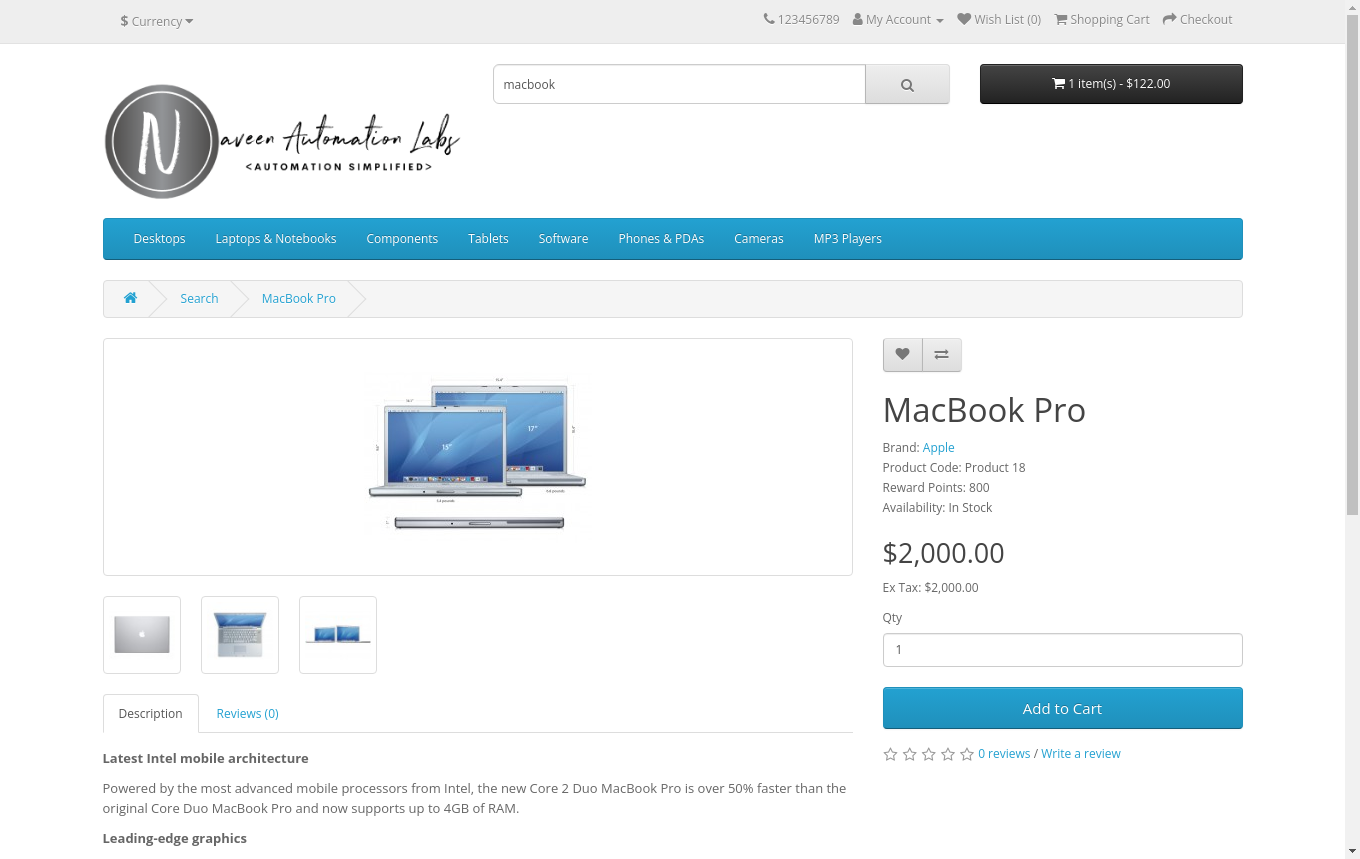 $ Currency
123456789 My Account Wish List (0) Shopping Cart Checkout
macbook
1 item(s) - $122.00
N aveen Automation Labs
<AUTOMATION SIMPLIFIED>
Desktops Laptops & Notebooks Components Tablets Software Phones & PDAs Cameras MP3 Players
Search MacBook Pro
15"
17"
MacBook Pro
Brand: Apple
Product Code: Product 18
Reward Points: 800
Availability: In Stock
$2,000.00
Ex Tax: $2,000.00
Qty
1
Add to Cart
0 reviews / Write a review
Description Reviews (0)
Latest Intel mobile architecture
Powered by the most advanced mobile processors from Intel, the new Core 2 Duo MacBook Pro is over 50% faster than the
original Core Duo MacBook Pro and now supports up to 4GB of RAM.
Leading-edge graphics